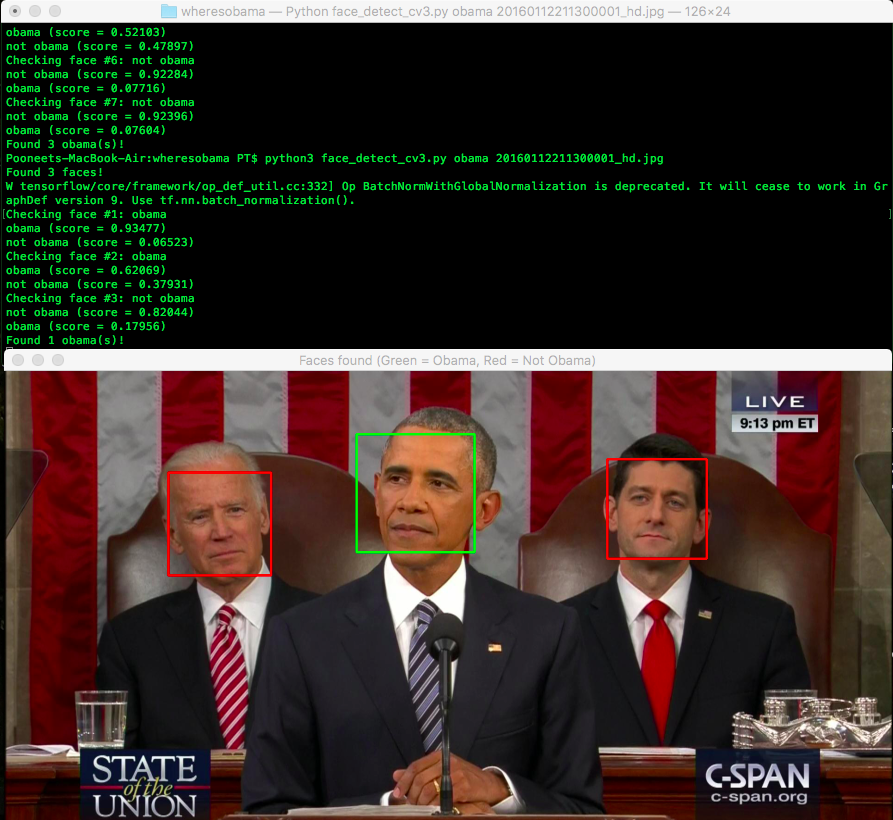 wheresobama — Python face_detect_cv3.py obama 20160112211300001_hd.jpg — 126×24
obama (score = 0.52103)
not obama (score = 0.47897)
Checking face #6: not obama
not obama (score = 0.92284)
obama (score = 0.07716)
Checking face #7: not obama
not obama (score = 0.92396)
obama (score = 0.07604)
Found 3 obama(s)!
Pooneets-MacBook-Air:wheresobama PT$ python3 face_detect_cv3.py obama 20160112211300001_hd.jpg
Found 3 faces!
W tensorflow/core/framework/op_def_util.cc:332] Op BatchNormWithGlobalNormalization is deprecated. It will cease to work in Gr
aphDef version 9. Use tf.nn.batch_normalization().
[Checking face #1: obama ]
obama (score = 0.93477)
not obama (score = 0.06523)
Checking face #2: obama
obama (score = 0.62069)
not obama (score = 0.37931)
Checking face #3: not obama
not obama (score = 0.82044)
obama (score = 0.17956)
Found 1 obama(s)!
Faces found (Green = Obama, Red = Not Obama)
LIVE
9:13 pm ET
STATE
of the
UNION
C-SPAN
c-span.org